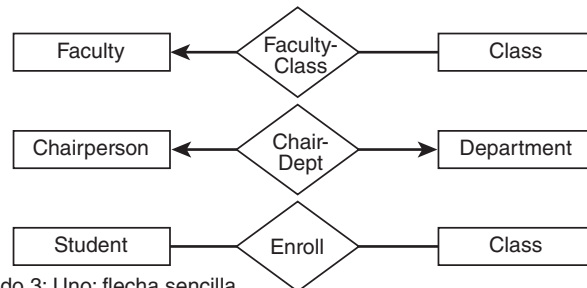 Faculty
Faculty-
Class
Class
Chairperson
Chair-
Dept
Department
Student
Enroll
Class
do 3: Uno: flecha sencilla